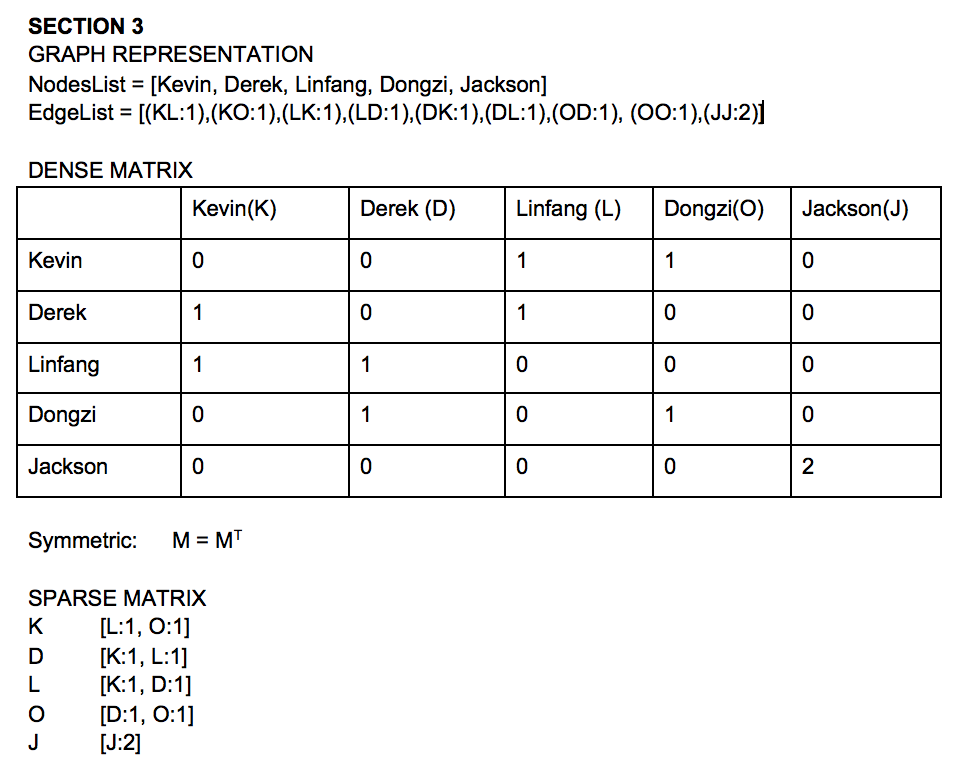 SECTION 3
GRAPH REPRESENTATION
NodesList = [Kevin, Derek, Linfang, Dongzi, Jackson]
EdgeList = [(KL:1),(KO:1),(LK:1),(LD:1),(DK:1),(DL:1),(OD:1), (OO:1),(JJ:2)]
DENSE MATRIX
Kevin(K) Derek (D) Linfang (L) Dongzi(O) Jackson(J)
Kevin 0 0 1 1 0
Derek 1 0 1 0 0
Linfang 1 1 0 0 0
Dongzi 0 1 0 1 0
Jackson 0 0 0 0 2
Symmetric: M = Mᵀ
SPARSE MATRIX
K [L:1, O:1]
D [K:1, L:1]
L [K:1, D:1]
O [D:1, O:1]
J [J:2]